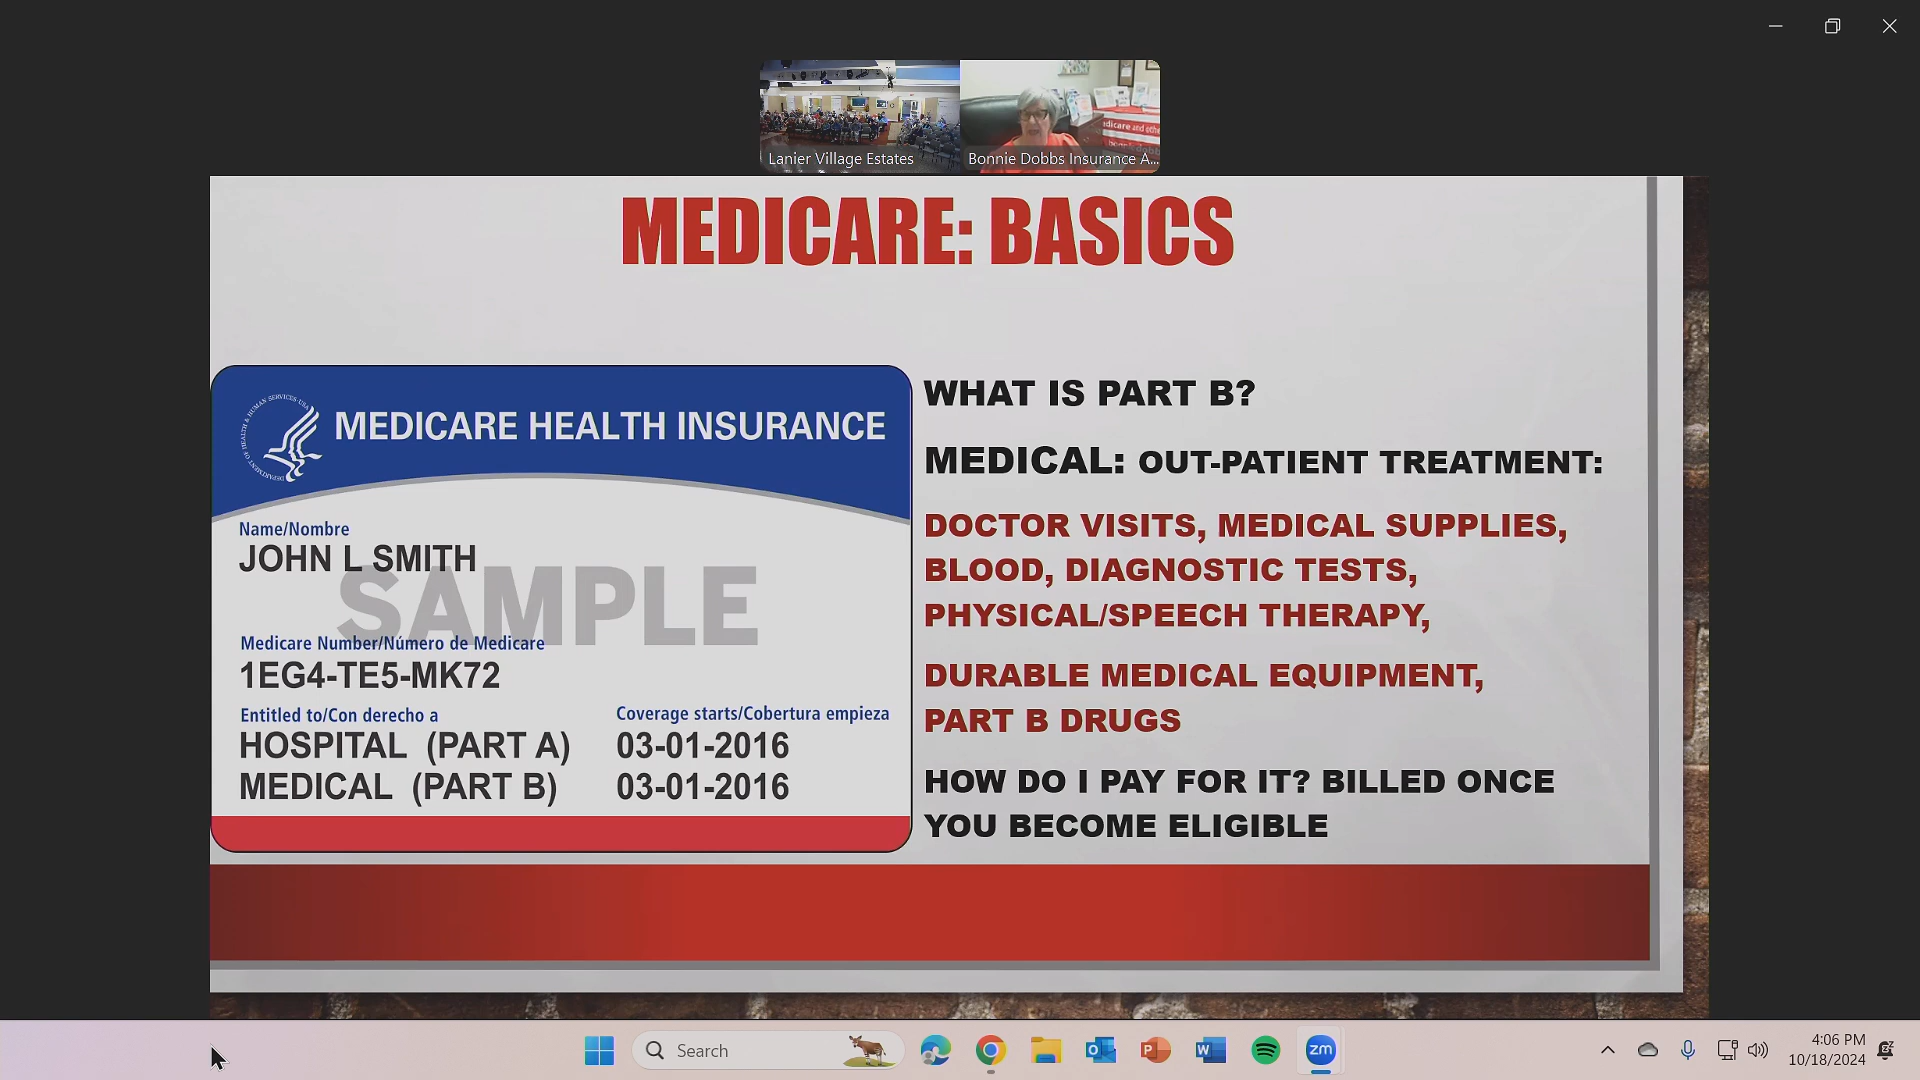 Lanier Village Estates
Bonnie Dobbs Insurance A...
MEDICARE: BASICS
MEDICARE HEALTH INSURANCE
Name/Nombre
JOHN L SMITH
SAMPLE
Medicare Number/Número de Medicare
1EG4-TE5-MK72
Entitled to/Con derecho a
Coverage starts/Cobertura empieza
HOSPITAL (PART A) 03-01-2016
MEDICAL (PART B) 03-01-2016
WHAT IS PART B?
MEDICAL: OUT-PATIENT TREATMENT:
DOCTOR VISITS, MEDICAL SUPPLIES,
BLOOD, DIAGNOSTIC TESTS,
PHYSICAL/SPEECH THERAPY,
DURABLE MEDICAL EQUIPMENT,
PART B DRUGS
HOW DO I PAY FOR IT? BILLED ONCE
YOU BECOME ELIGIBLE
Search
zm
4:06 PM
10/18/2024